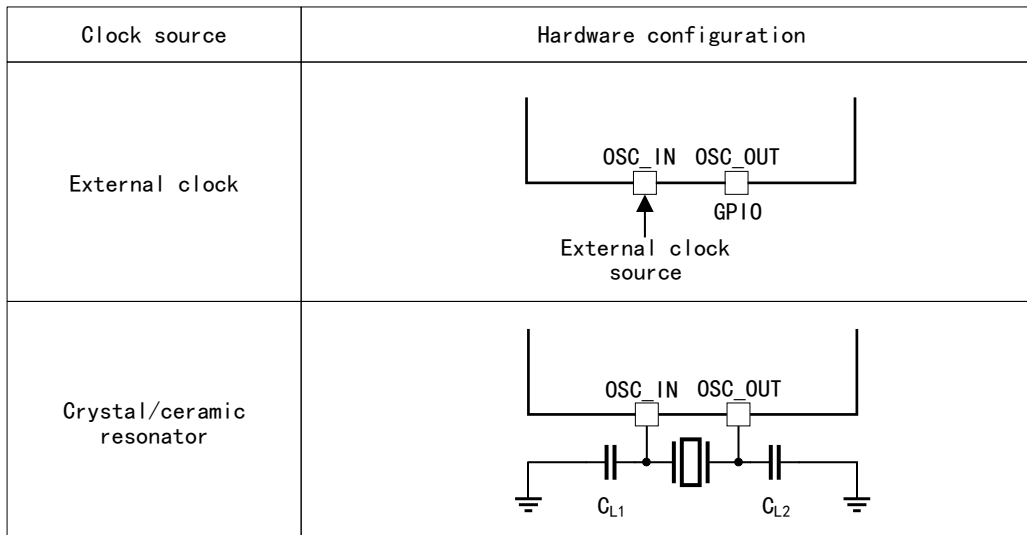 Clock source
Hardware configuration
External clock
OSC_IN OSC_OUT
GPIO
External clock
source
Crystal/ceramic
resonator
OSC_IN OSC_OUT
CL1
CL2